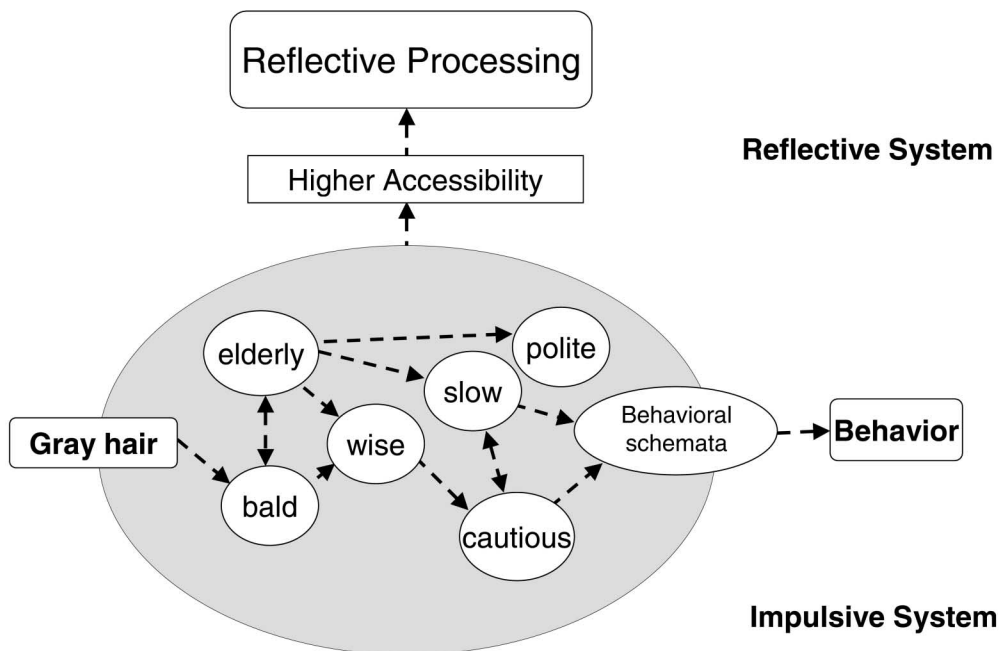 Reflective Processing
Reflective System
Higher Accessibility
elderly
polite
slow
Behavioral
schemata
Behavior
Gray hair
wise
bald
cautious
Impulsive System